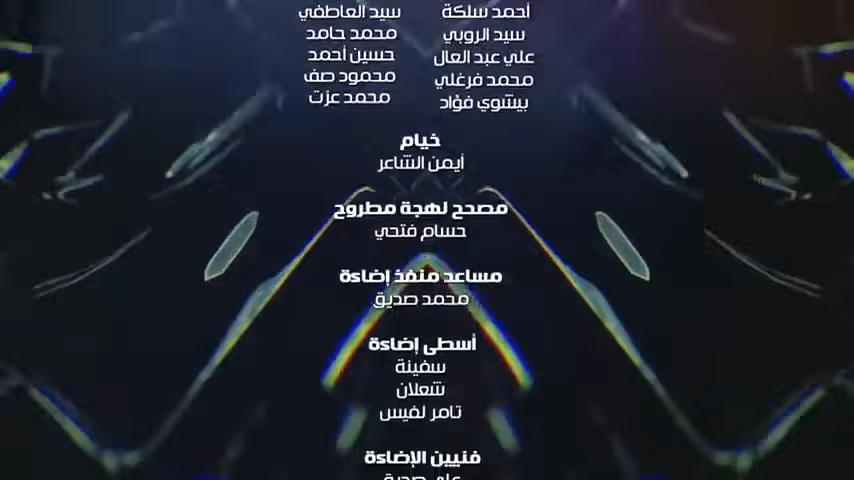 أحمد سلكة سيد العاطفي
سيد الروبي محمد حامد
علي عبد العال حسين أحمد
محمد فرغلي محمود صف
بيشوي فؤاد محمد عزت
خيام
أيمن الشاعر
مصحح لهجة مطروح
حسام فتحي
مساعد منفذ إضاءة
محمد صديق
أسطى إضاءة
سفينة
شعلان
تامر لفيس
فنيين الإضاءة
علي صديق